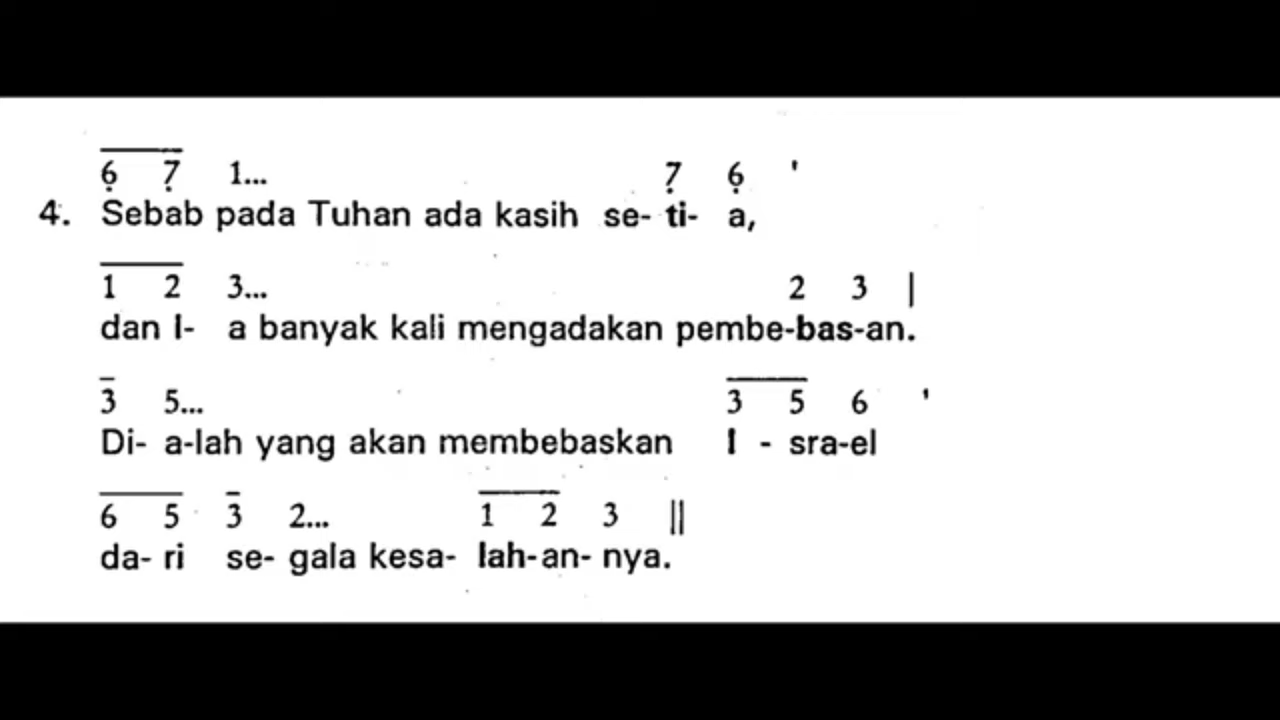 6̣ 7̣ 1... 7̣ 6̣ '
4. Sebab pada Tuhan ada kasih se- ti- a,
1 2 3... 2 3 |
dan I- a banyak kali mengadakan pembe-bas-an.
3 5... 3 5 6 '
Di- a-lah yang akan membebaskan I - sra-el
6 5 3 2... 1 2 3 ||
da- ri se- gala kesa- lah-an- nya.